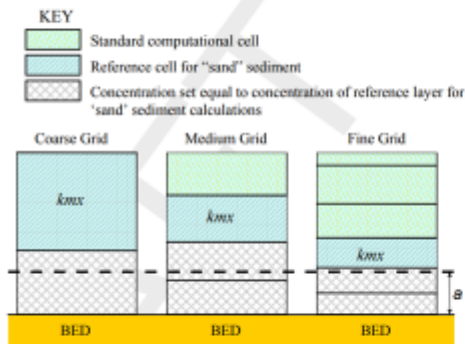 KEY
Standard computational cell
Reference cell for "sand" sediment
Concentration set equal to concentration of reference layer for
'sand' sediment calculations
Coarse Grid Medium Grid Fine Grid
kmx kmx kmx
a
BED BED BED